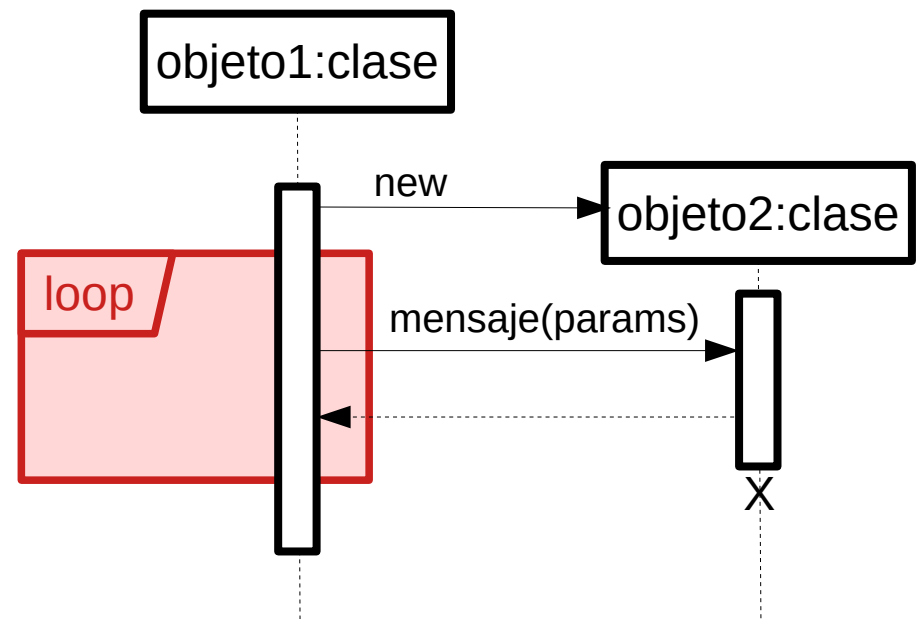 objeto1:clase
new
objeto2:clase
loop
mensaje(params)
X